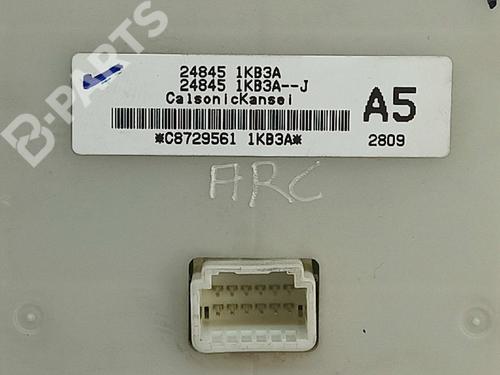 24845 1KB3A
24845 1KB3A--J
CalsonicKansei
*C8729561 1KB3A*
A5
2809
ARC
B-PARTS